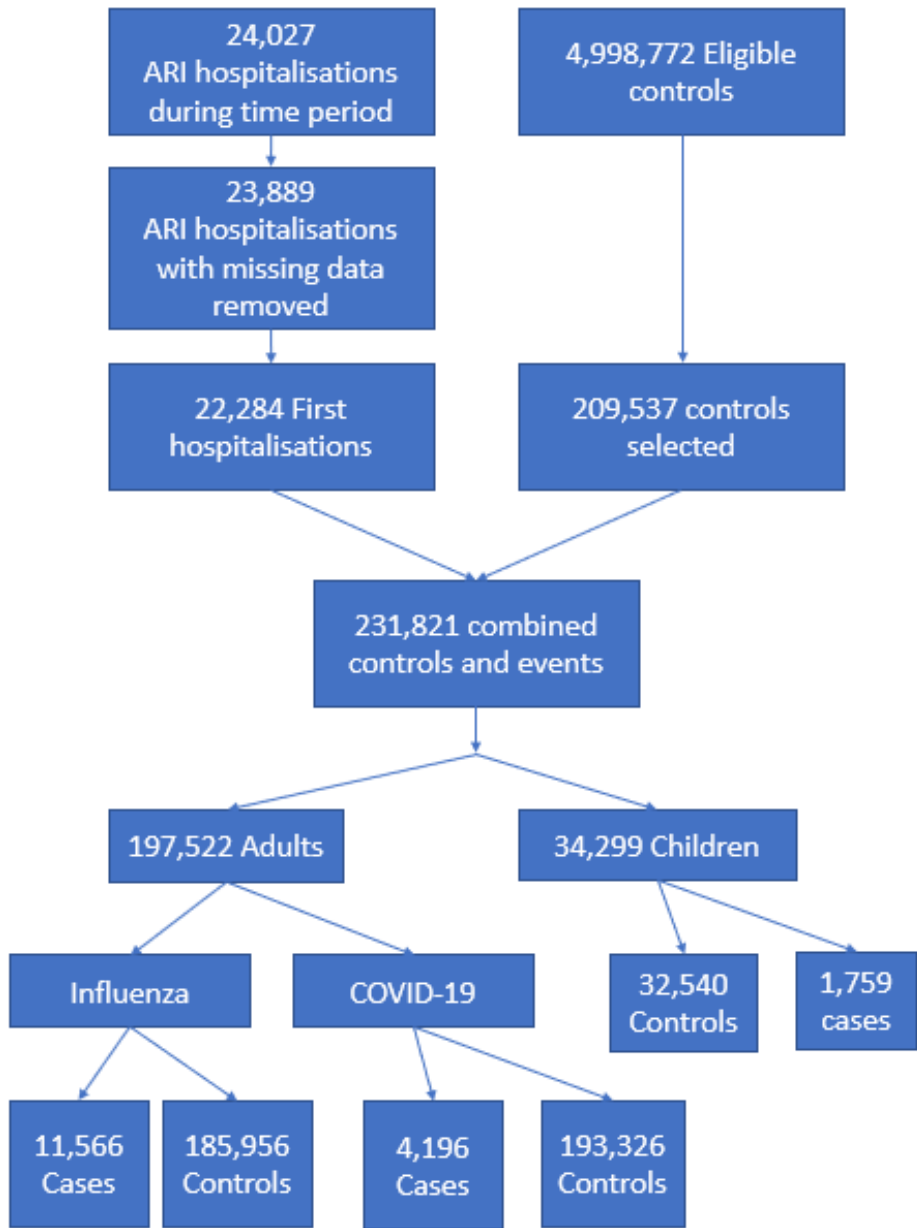 24,027
ARI hospitalisations
during time period
4,998,772 Eligible
controls
23,889
ARI hospitalisations
with missing data
removed
22,284 First
hospitalisations
209,537 controls
selected
231,821 combined
controls and events
197,522 Adults
34,299 Children
Influenza
COVID-19
32,540
Controls
1,759
cases
11,566
Cases
185,956
Controls
4,196
Cases
193,326
Controls